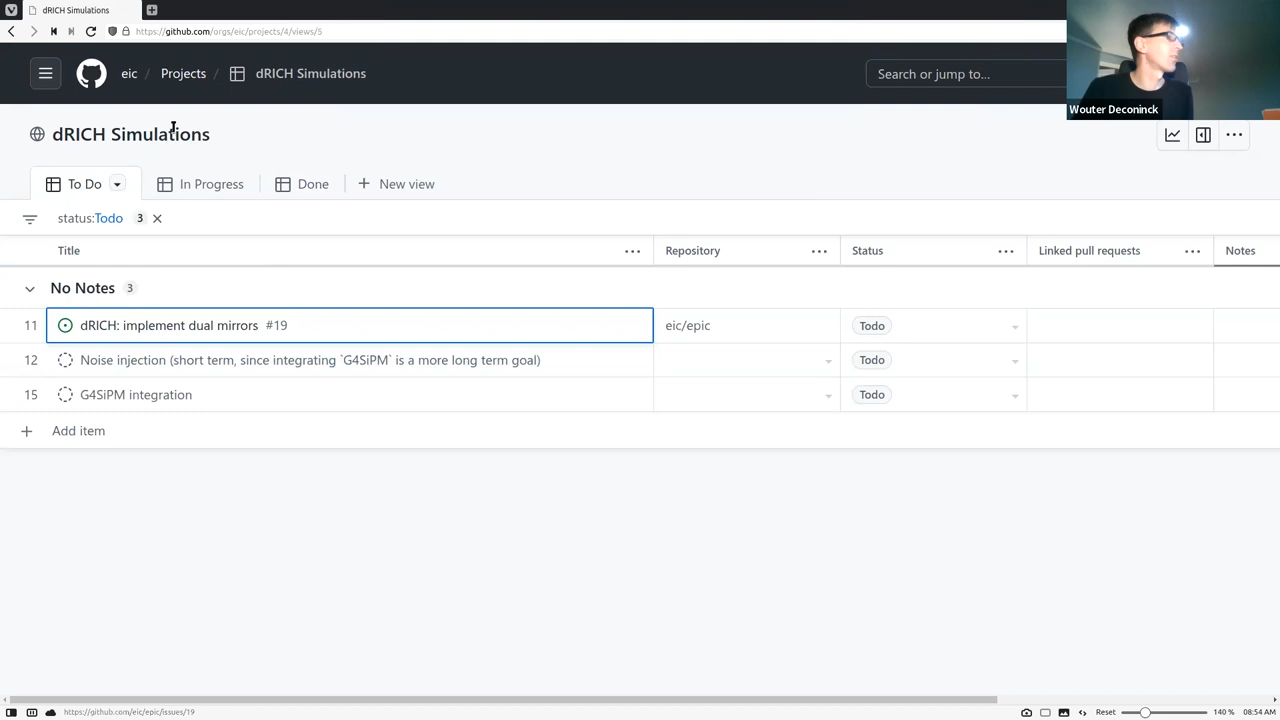 dRICH Simulations
https://github.com/orgs/eic/projects/4/views/5
eic / Projects / dRICH Simulations
Search or jump to...
Wouter Deconinck
dRICH Simulations
To Do
In Progress
Done
New view
status:Todo 3
Title
Repository
Status
Linked pull requests
Notes
No Notes 3
11 dRICH: implement dual mirrors #19 eic/epic Todo
12 Noise injection (short term, since integrating `G4SiPM` is a more long term goal) Todo
15 G4SiPM integration Todo
Add item
https://github.com/eic/epic/issues/19
Reset
140 %
08:54 AM